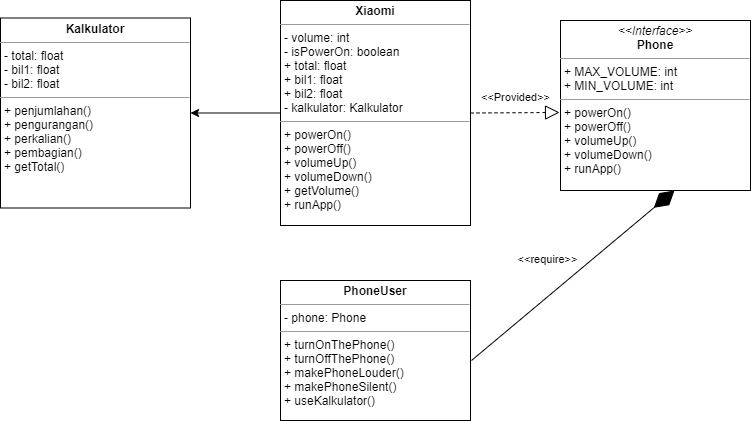 Kalkulator
- total: float
- bil1: float
- bil2: float
+ penjumlahan()
+ pengurangan()
+ perkalian()
+ pembagian()
+ getTotal()
Xiaomi
- volume: int
- isPowerOn: boolean
+ total: float
+ bil1: float
+ bil2: float
- kalkulator: Kalkulator
+ powerOn()
+ powerOff()
+ volumeUp()
+ volumeDown()
+ getVolume()
+ runApp()
<<Provided>>
<<Interface>>
Phone
+ MAX_VOLUME: int
+ MIN_VOLUME: int
+ powerOn()
+ powerOff()
+ volumeUp()
+ volumeDown()
+ runApp()
<<require>>
PhoneUser
- phone: Phone
+ turnOnThePhone()
+ turnOffThePhone()
+ makePhoneLouder()
+ makePhoneSilent()
+ useKalkulator()